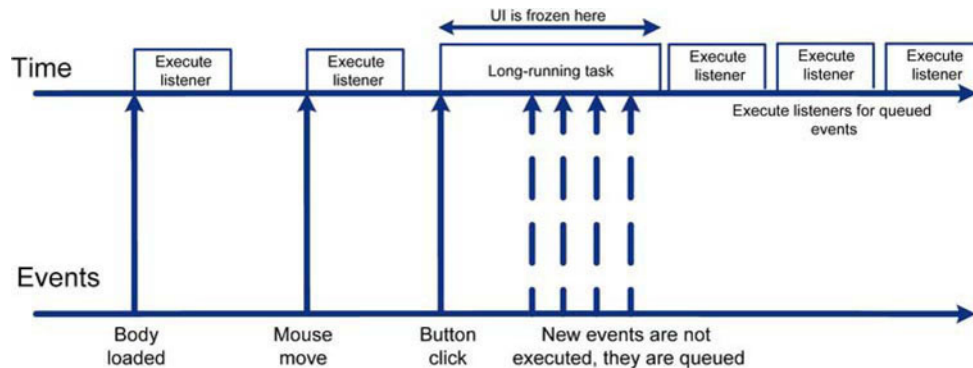 UI is frozen here
Time
Execute
listener
Execute
listener
Long-running task
Execute
listener
Execute
listener
Execute
listener
Execute listeners for queued
events
Events
Body
loaded
Mouse
move
Button
click
New events are not
executed, they are queued